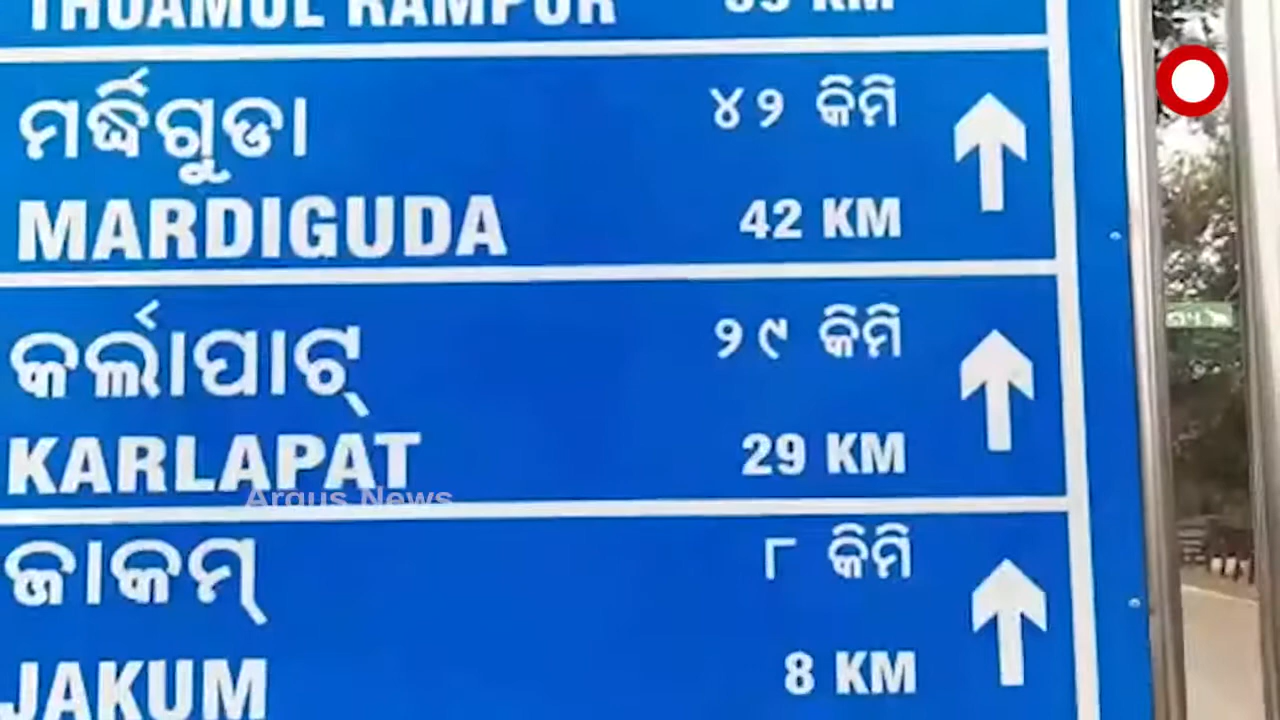 THUAMUL RAMPUR KM
ମର୍ଦ୍ଧିଗୁଡା ୪୨ କିମି
MARDIGUDA 42 KM
କର୍ଲାପାଟ୍ ୨୯ କିମି
KARLAPAT 29 KM
Argus News
ଜାକମ୍ ୮ କିମି
JAKUM 8 KM